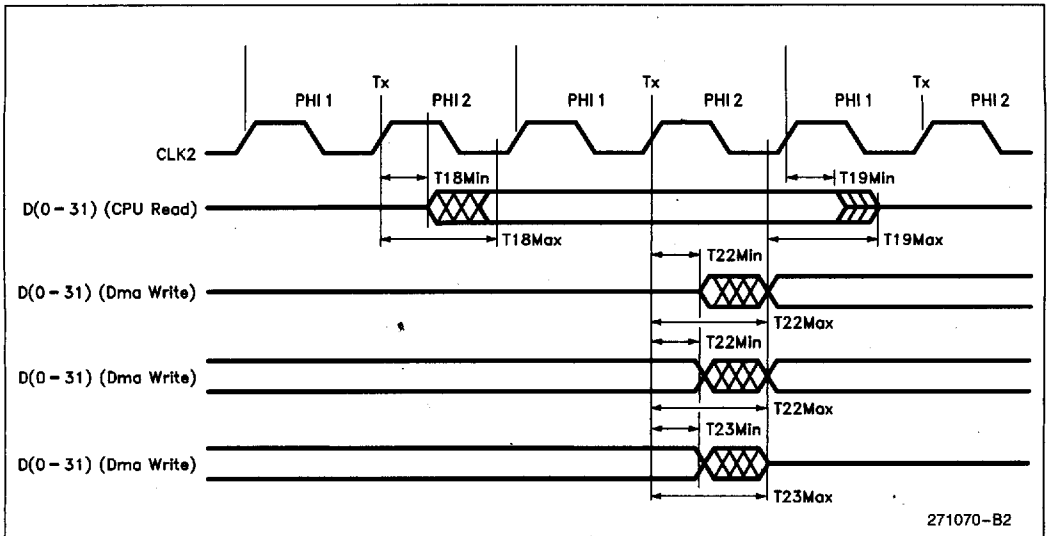 Tx Tx Tx
PHI 1 PHI 2 PHI 1 PHI 2 PHI 1 PHI 2
CLK2
T18Min T19Min
D(0-31) (CPU Read)
T18Max T19Max
T22Min
D(0-31) (Dma Write)
T22Max
T22Min
D(0-31) (Dma Write)
T22Max
T23Min
D(0-31) (Dma Write)
T23Max
271070-B2